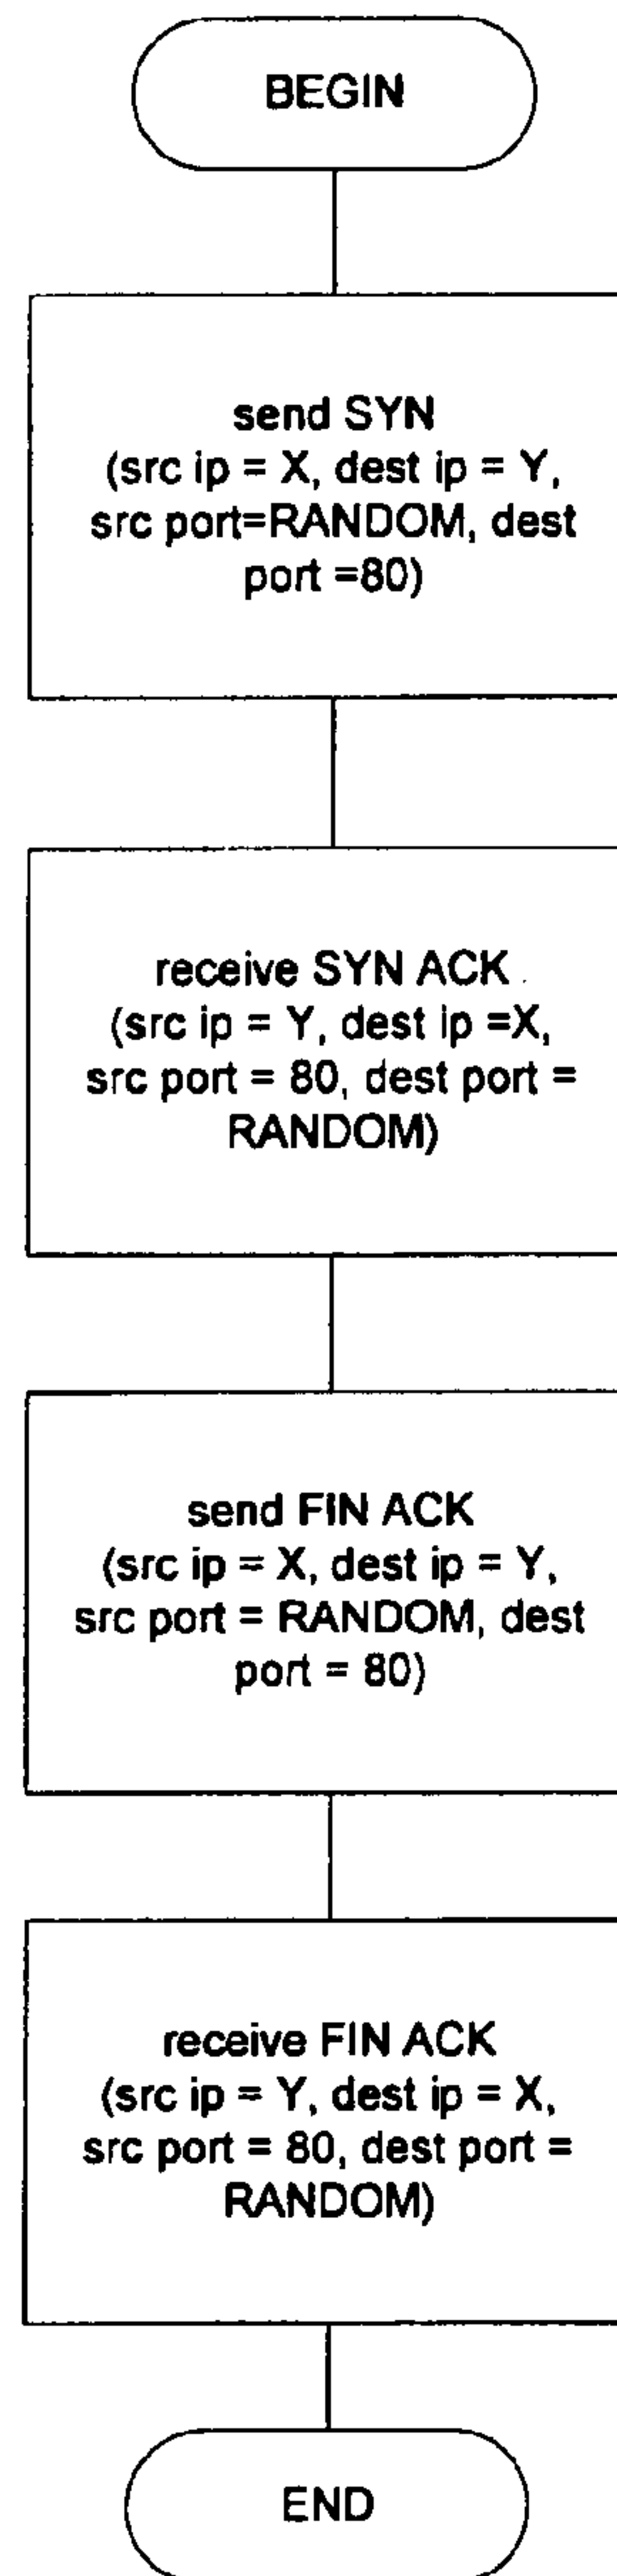 BEGIN
send SYN
(src ip = X, dest ip = Y,
src port=RANDOM, dest
port =80)
receive SYN ACK
(src ip = Y, dest ip =X,
src port = 80, dest port =
RANDOM)
send FIN ACK
(src ip = X, dest ip = Y,
src port = RANDOM, dest
port = 80)
receive FIN ACK
(src ip = Y, dest ip = X,
src port = 80, dest port =
RANDOM)
END